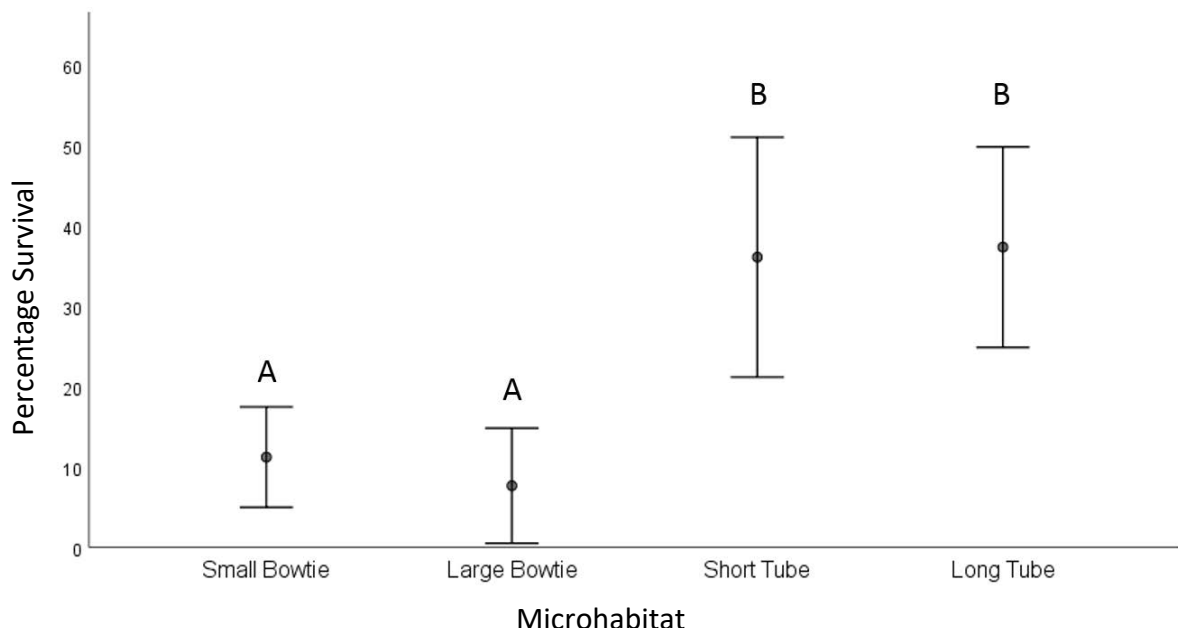 60
B
B
50
40
30
20
A
A
10
0
Percentage Survival
Small Bowtie
Large Bowtie
Short Tube
Long Tube
Microhabitat